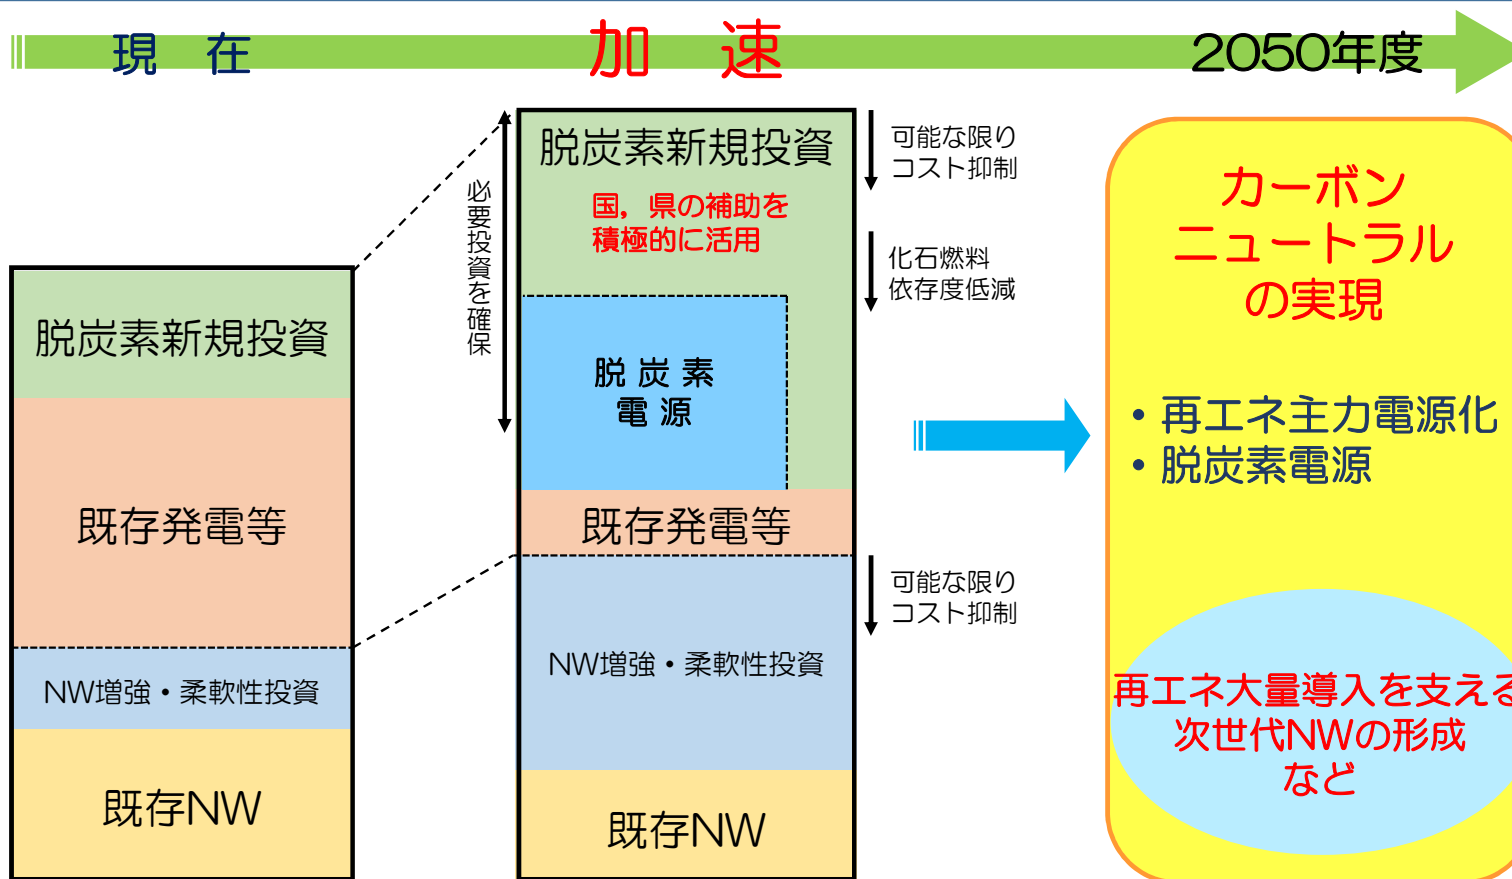 現　在
加　速
2050年度
脱炭素新規投資
既存発電等
NW増強・柔軟性投資
既存NW
必要投資を確保
脱炭素新規投資
国，県の補助を
積極的に活用
脱 炭 素
電 源
既存発電等
NW増強・柔軟性投資
既存NW
可能な限り
コスト抑制
化石燃料
依存度低減
可能な限り
コスト抑制
カーボン
ニュートラル
の実現
・再エネ主力電源化
・脱炭素電源
再エネ大量導入を支える
次世代NWの形成
など